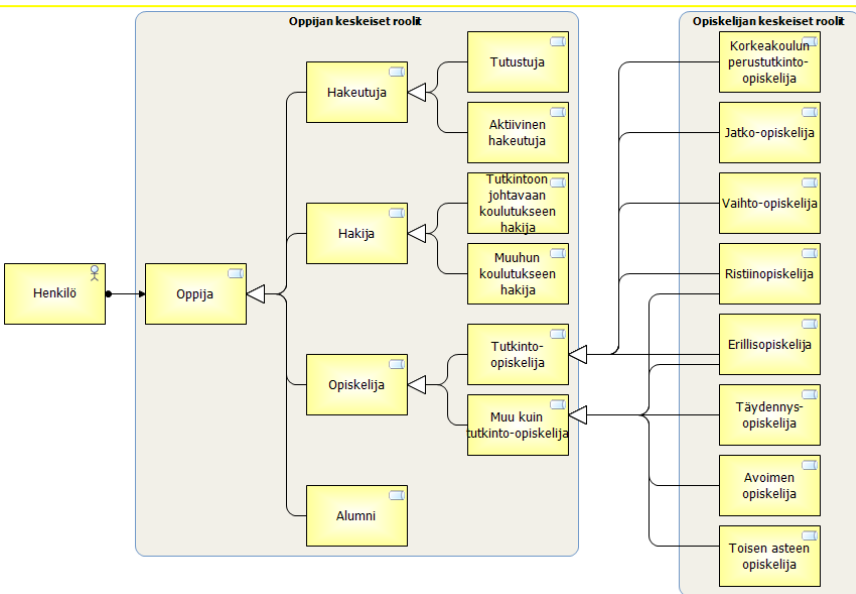 Oppijan keskeiset roolit
Opiskelijan keskeiset roolit
Henkilö
Oppija
Hakeutuja
Tutustuja
Aktiivinen
hakeutuja
Hakija
Tutkintoon
johtavaan
koulutukseen
hakija
Muuhun
koulutukseen
hakija
Opiskelija
Tutkinto-
opiskelija
Muu kuin
tutkinto-opiskelija
Alumni
Korkeakoulun
perustutkinto-
opiskelija
Jatko-opiskelija
Vaihto-opiskelija
Ristiinopiskelija
Erillisopiskelija
Täydennys-
opiskelija
Avoimen
opiskelija
Toisen asteen
opiskelija